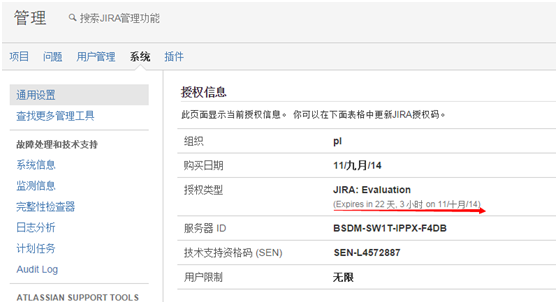 管理 搜索JIRA管理功能
项目 问题 用户管理 系统 插件
通用设置
查找更多管理工具
故障处理和技术支持
系统信息
监测信息
完整性检查器
日志分析
计划任务
Audit Log
ATLASSIAN SUPPORT TOOLS
授权信息
此页面显示当前授权信息。 你可以在下面表格中更新JIRA授权码。
组织 pl
购买日期 11/九月/14
授权类型 JIRA: Evaluation
(Expires in 22 天, 3 小时 on 11/十月/14)
服务器 ID BSDM-SW1T-IPPX-F4DB
技术支持资格码 (SEN) SEN-L4572887
用户限制 无限